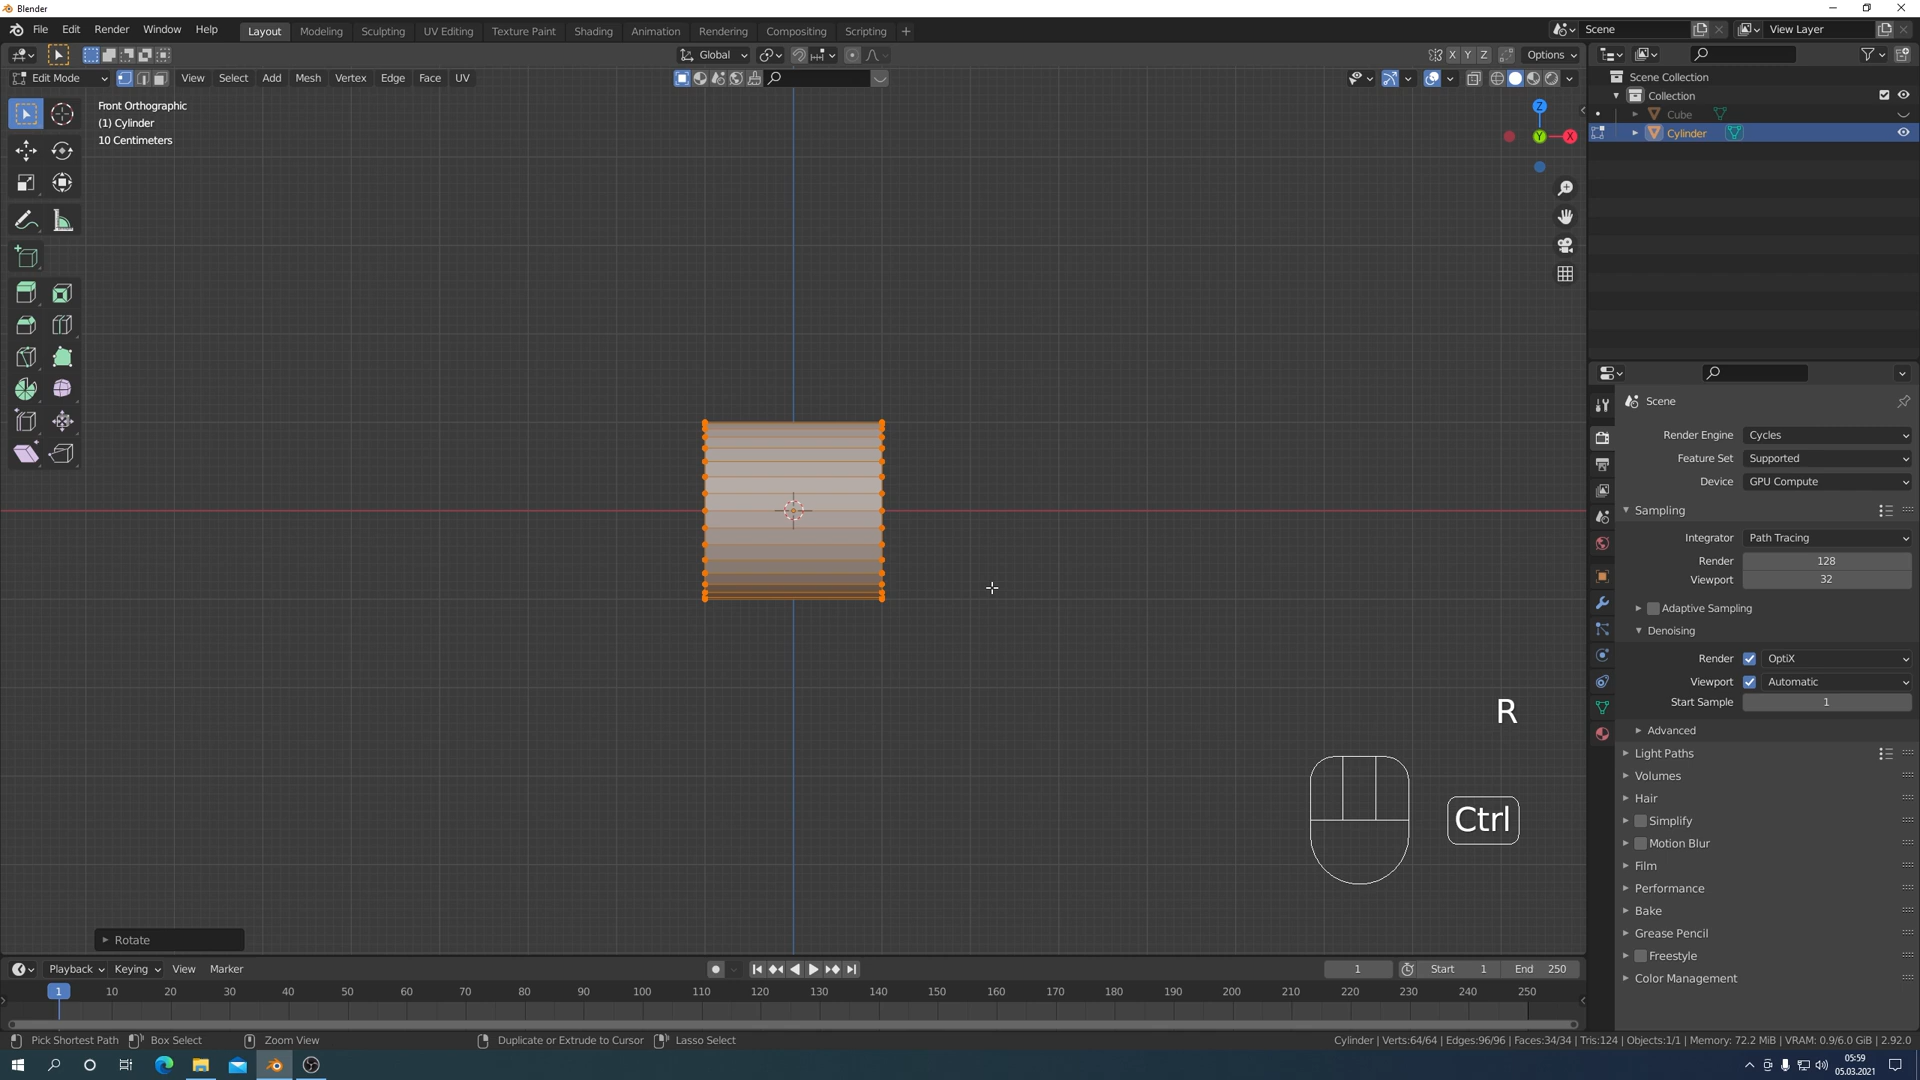 Blender
File Edit Render Window Help Layout Modeling Sculpting UV Editing Texture Paint Shading Animation Rendering Compositing Scripting + Scene View Layer
Global X Y Z Options
Edit Mode View Select Add Mesh Vertex Edge Face UV
Scene Collection
Collection
Cube
Cylinder
Front Orthographic
(1) Cylinder
10 Centimeters
Z
Y
X
Scene
Render Engine Cycles
Feature Set Supported
Device GPU Compute
Sampling
Integrator Path Tracing
Render 128
Viewport 32
Adaptive Sampling
Denoising
Render OptiX
Viewport Automatic
Start Sample 1
Advanced
Light Paths
Volumes
Hair
Simplify
Motion Blur
Film
Performance
Bake
Grease Pencil
Freestyle
Color Management
R
Ctrl
Rotate
Playback Keying View Marker 1 Start 1 End 250
1 10 20 30 40 50 60 70 80 90 100 110 120 130 140 150 160 170 180 190 200 210 220 230 240 250
Pick Shortest Path Box Select Zoom View Duplicate or Extrude to Cursor Lasso Select Cylinder | Verts:64/64 | Edges:96/96 | Faces:34/34 | Tris:124 | Objects:1/1 | Memory: 72.2 MiB | VRAM: 0.9/6.0 GiB | 2.92.0
05:59
05.03.2021